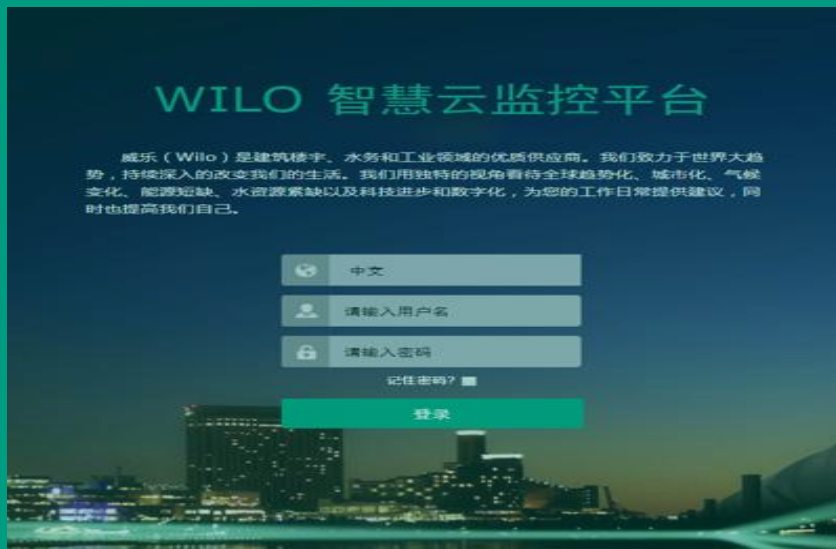 WILO 智慧云监控平台
威乐（Wilo）是建筑楼宇、水务和工业领域的优质供应商。我们致力于世界大趋
势，持续深入的改变我们的生活。我们用独特的视角看待全球趋势化、城市化、气候
变化、能源短缺、水资源紧缺以及科技进步和数字化，为您的工作日常提供建议，同
时也提高我们自己。
中文
请输入用户名
请输入密码
记住密码?
登录